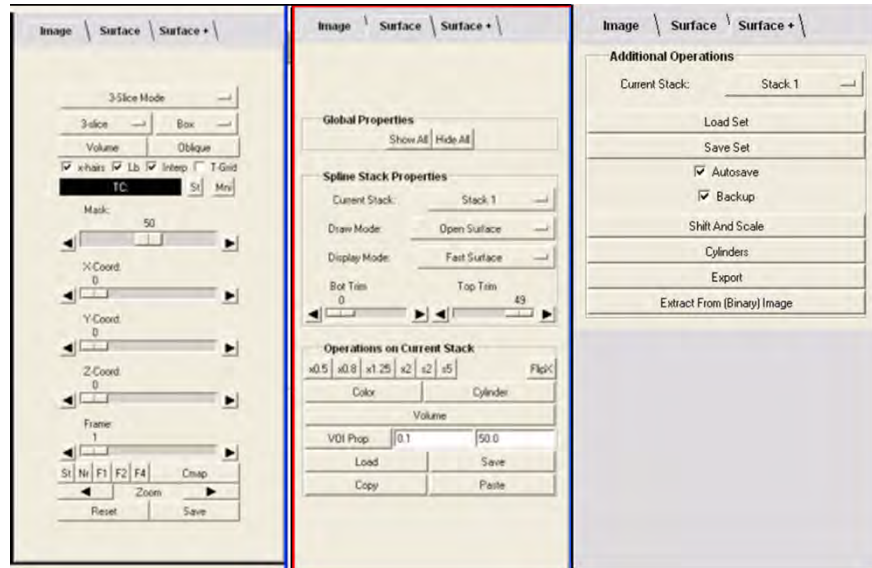 Image Surface Surface +
3-Slice Mode
3-slice Box
Volume Oblique
x-hairs Lb Interp T-Grid
TC: St Mni
Mask:
50
X-Coord.
0
Y-Coord.
0
Z-Coord.
0
Frame:
1
St Nr F1 F2 F4 Cmap
Zoom
Reset Save
Image Surface Surface +
Global Properties
Show All Hide All
Spline Stack Properties
Current Stack: Stack 1
Draw Mode: Open Surface
Display Mode: Fast Surface
Bot Trim Top Trim
0 49
Operations on Current Stack
x0.5 x0.8 x1.25 x2 s2 s5 FlipX
Color Cylinder
Volume
VOI Prop 0.1 50.0
Load Save
Copy Paste
Image Surface Surface +
Additional Operations
Current Stack: Stack 1
Load Set
Save Set
Autosave
Backup
Shift And Scale
Cylinders
Export
Extract From (Binary) Image